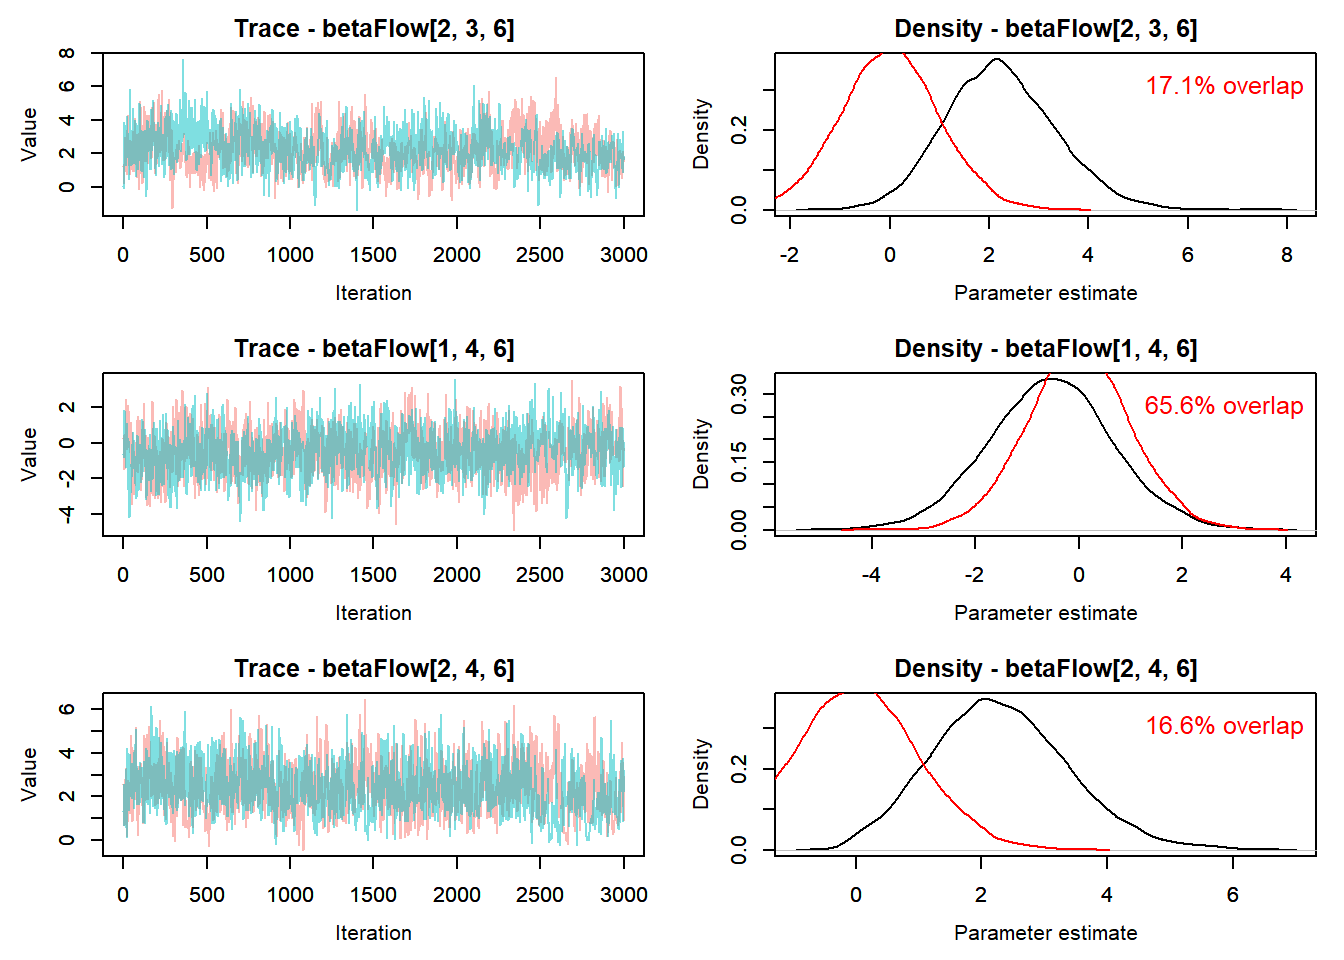 Trace - betaFlow[2, 3, 6]
Value
8
6
4
2
0
0 500 1000 1500 2000 2500 3000
Iteration
Density - betaFlow[2, 3, 6]
17.1% overlap
Density
0.2
0.0
-2 0 2 4 6 8
Parameter estimate
Trace - betaFlow[1, 4, 6]
Value
2
0
-2
-4
0 500 1000 1500 2000 2500 3000
Iteration
Density - betaFlow[1, 4, 6]
65.6% overlap
Density
0.30
0.15
0.00
-4 -2 0 2 4
Parameter estimate
Trace - betaFlow[2, 4, 6]
Value
6
4
2
0
0 500 1000 1500 2000 2500 3000
Iteration
Density - betaFlow[2, 4, 6]
16.6% overlap
Density
0.2
0.0
0 2 4 6
Parameter estimate